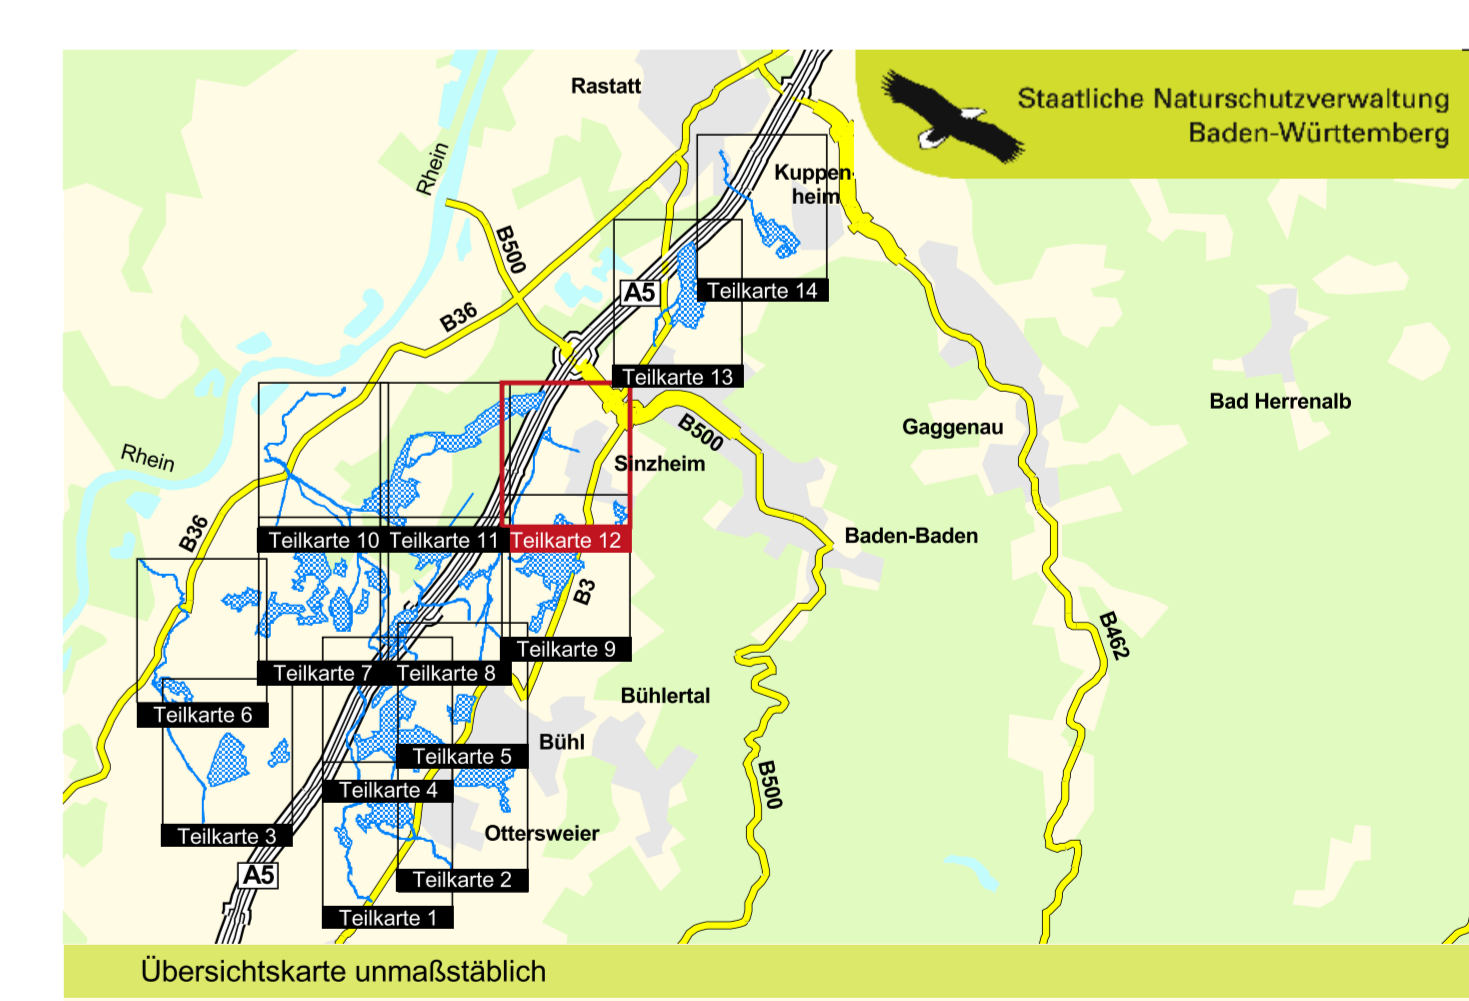 Staatliche Naturschutzverwaltung
Baden-Württemberg
Rastatt
Rhein
Kuppen-
heim
B500
A5
Teilkarte 14
B36
Teilkarte 13
Bad Herrenalb
Gaggenau
B500
Sinzheim
Rhein
B36
Teilkarte 10
Teilkarte 11
Teilkarte 12
Baden-Baden
B3
B462
Teilkarte 9
Teilkarte 7
Teilkarte 8
Bühlertal
Teilkarte 6
Bühl
Teilkarte 5
B500
Teilkarte 4
Teilkarte 3
Ottersweier
A5
Teilkarte 2
Teilkarte 1
Übersichtskarte unmaßstäblich